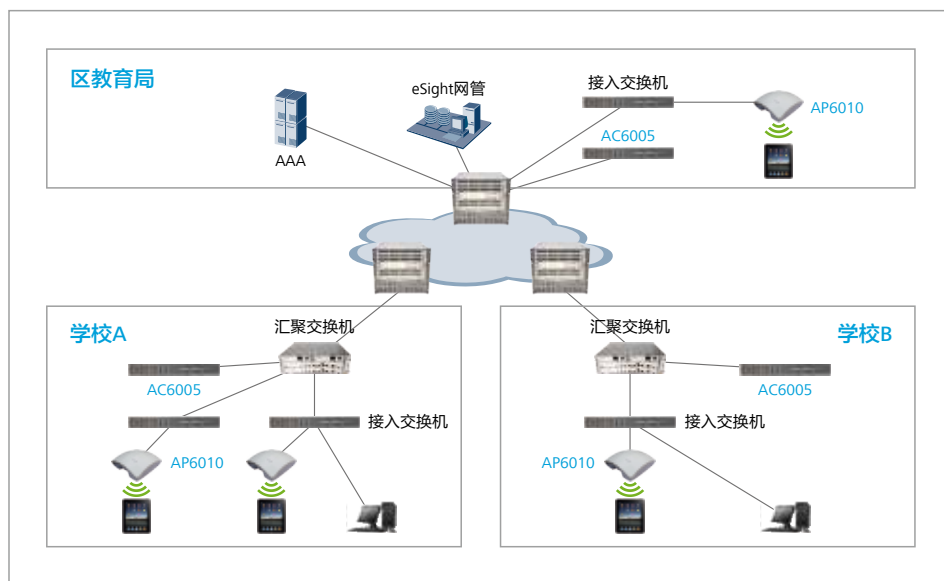 区教育局
eSight网管
接入交换机
AP6010
AC6005
AAA
学校A
汇聚交换机
AC6005
接入交换机
AP6010
学校B
汇聚交换机
AC6005
接入交换机
AP6010